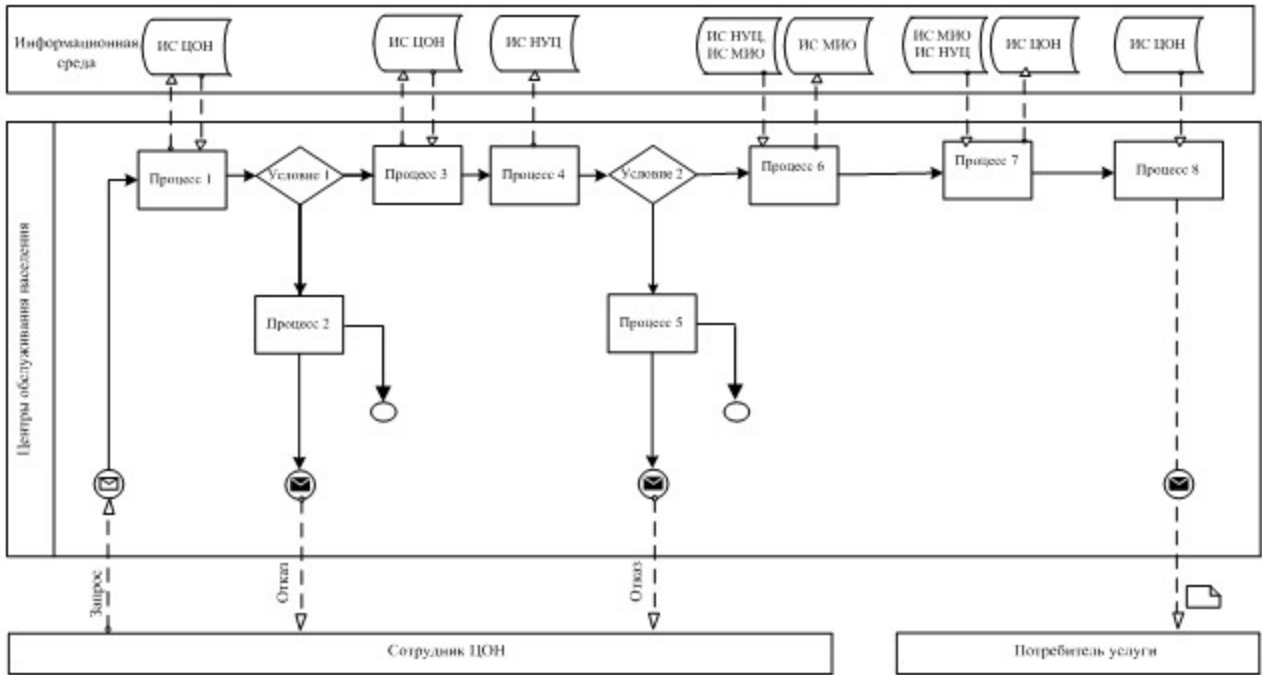 Информационная
среда
ИС ЦОН
ИС ЦОН
ИС НУЦ
ИС НУЦ,
ИС МИО
ИС МИО
ИС МИО
ИС НУЦ
ИС ЦОН
ИС ЦОН
Центры обслуживания населения
Процесс 1
Условие 1
Процесс 3
Процесс 4
Условие 2
Процесс 6
Процесс 7
Процесс 8
Процесс 2
Процесс 5
Запрос
Отказ
Отказ
Сотрудник ЦОН
Потребитель услуги